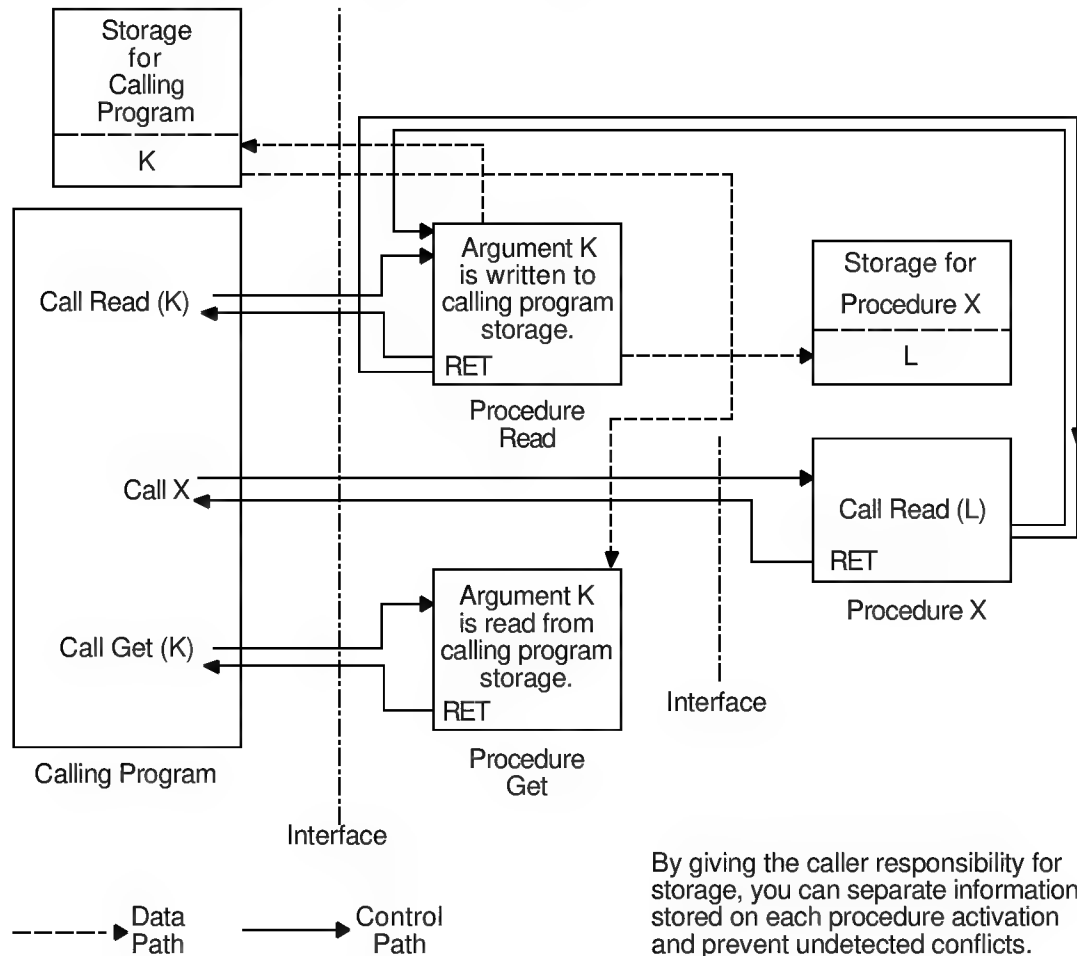 Storage
for
Calling
Program
K
Call Read (K)
Call X
Call Get (K)
Calling Program
Interface
Argument K
is written to
calling program
storage.
RET
Procedure
Read
Storage for
Procedure X
L
Call Read (L)
RET
Procedure X
Argument K
is read from
calling program
storage.
RET
Procedure
Get
Interface
Data
Path
Control
Path
By giving the caller responsibility for
storage, you can separate information
stored on each procedure activation
and prevent undetected conflicts.